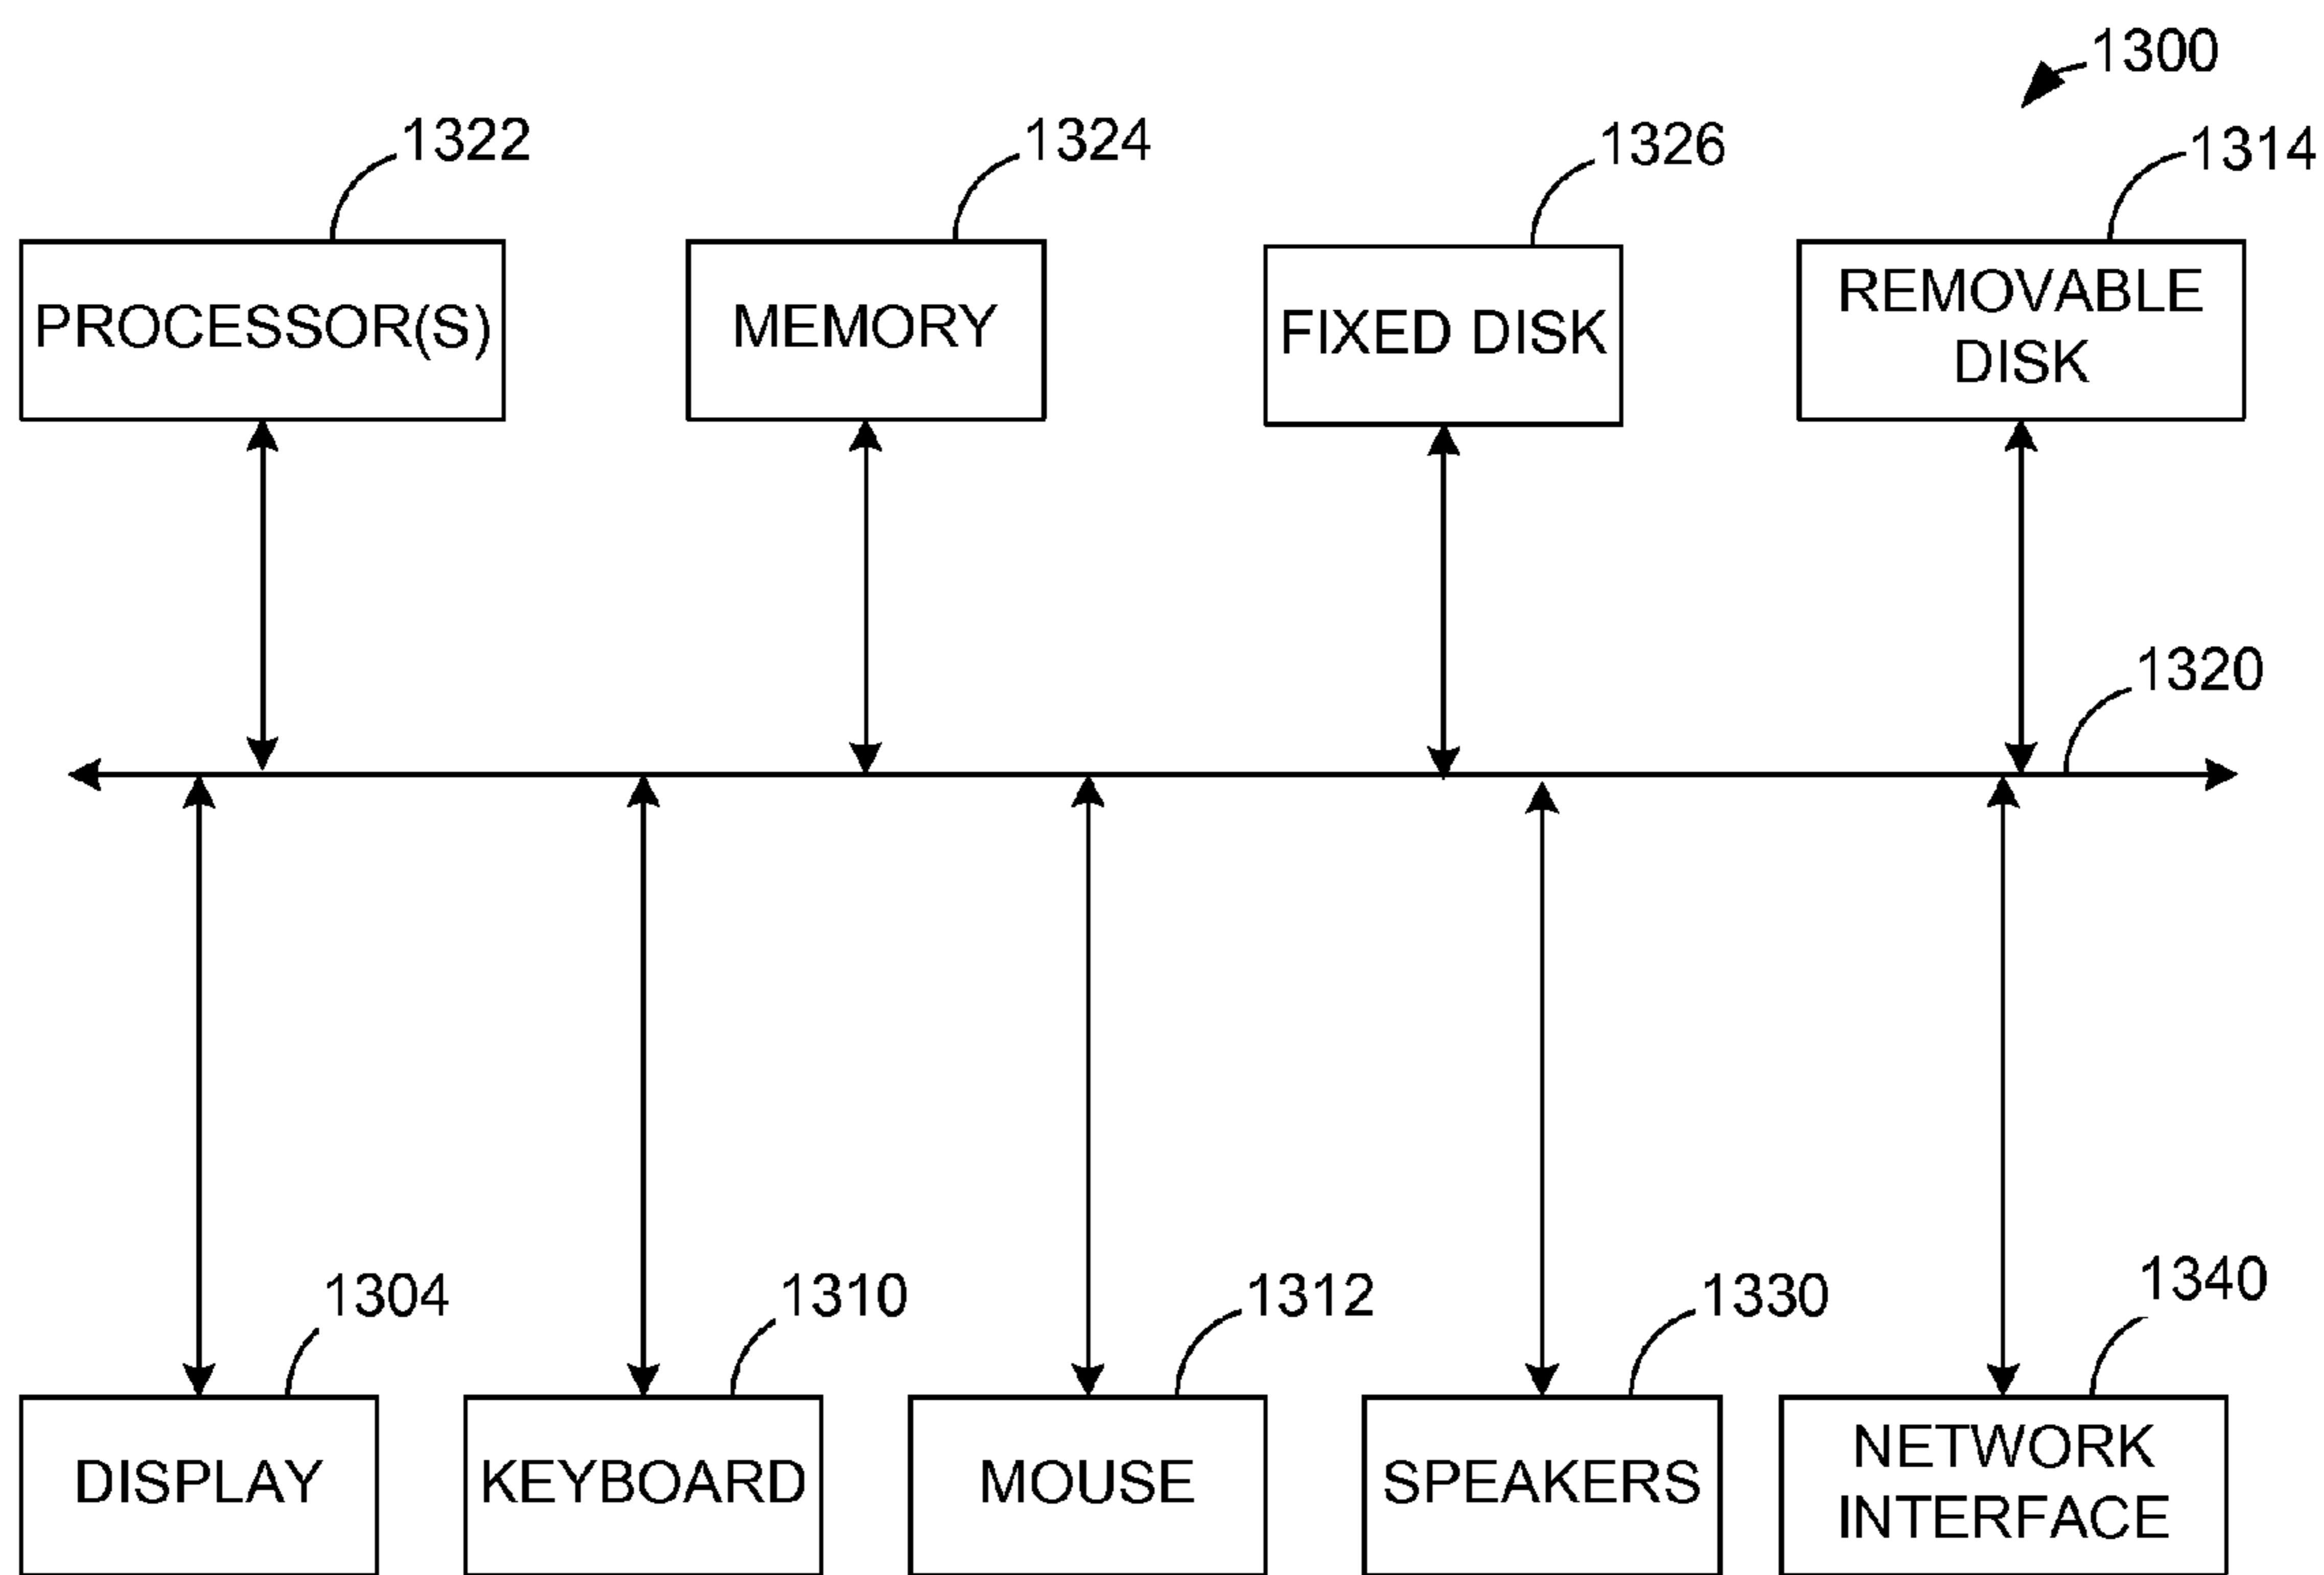 1300
1322
1324
1326
1314
PROCESSOR(S)
MEMORY
FIXED DISK
REMOVABLE
DISK
1320
1304
1310
1312
1330
1340
DISPLAY
KEYBOARD
MOUSE
SPEAKERS
NETWORK
INTERFACE